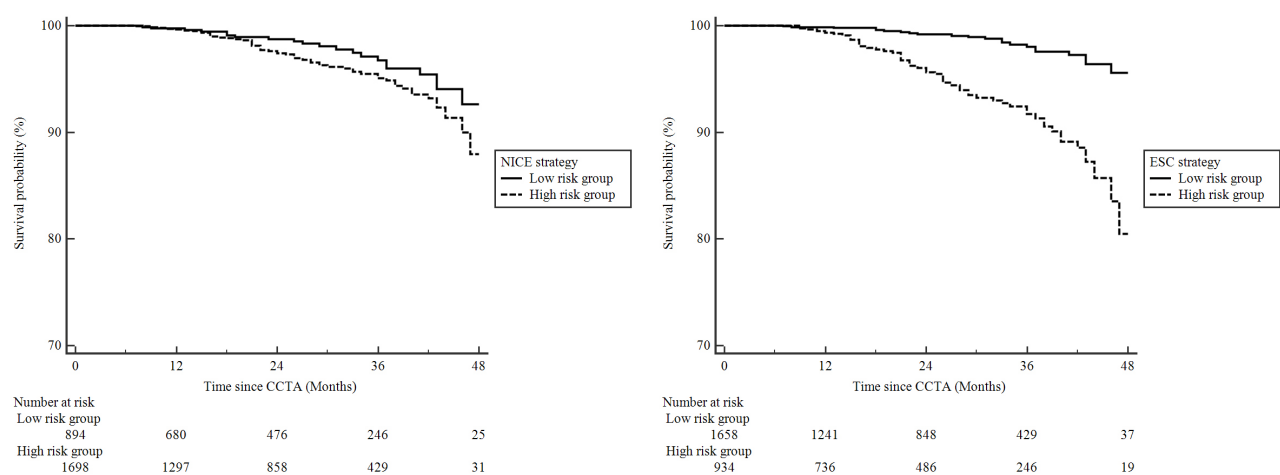 100
90
80
70
Survival probability (%)
0 12 24 36 48
Time since CCTA (Months)
NICE strategy
Low risk group
High risk group
Number at risk
Low risk group
894 680 476 246 25
High risk group
1698 1297 858 429 31
100
90
80
70
Survival probability (%)
0 12 24 36 48
Time since CCTA (Months)
ESC strategy
Low risk group
High risk group
Number at risk
Low risk group
1658 1241 848 429 37
High risk group
934 736 486 246 19